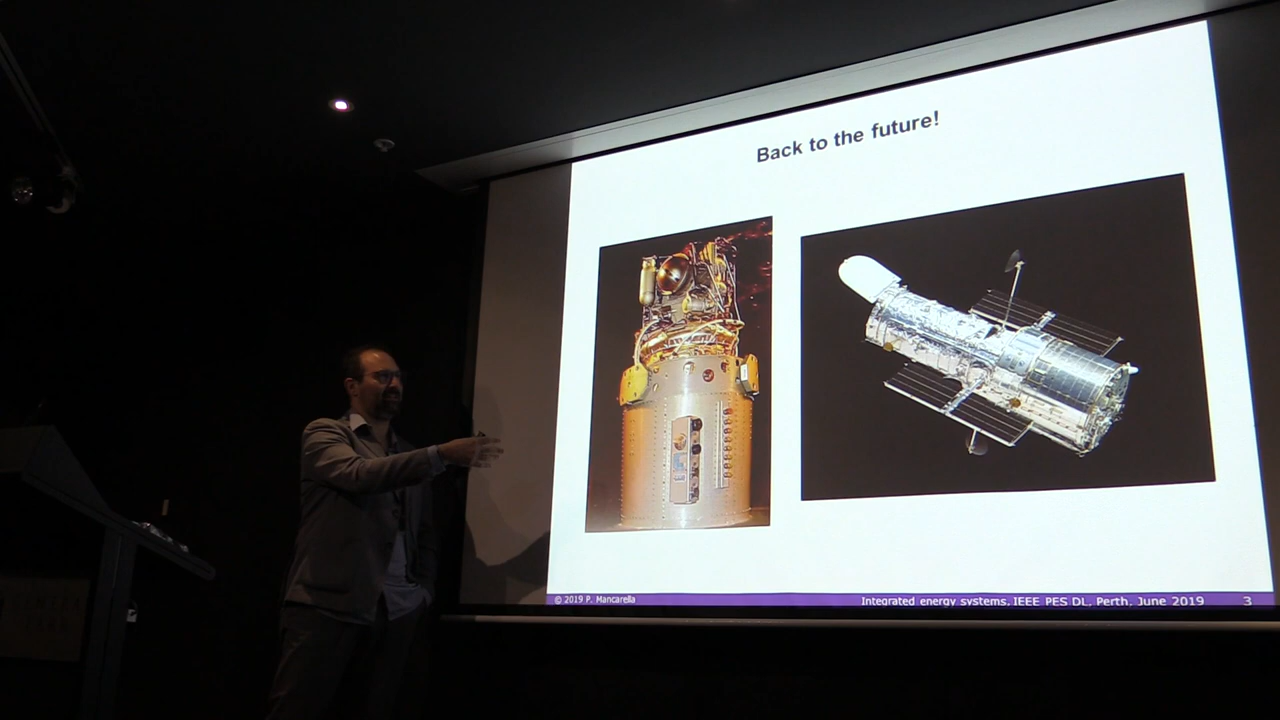 Back to the future!
© 2019 P. Mancarella
Integrated energy systems. IEEE PES DL. Perth, June 2019
3